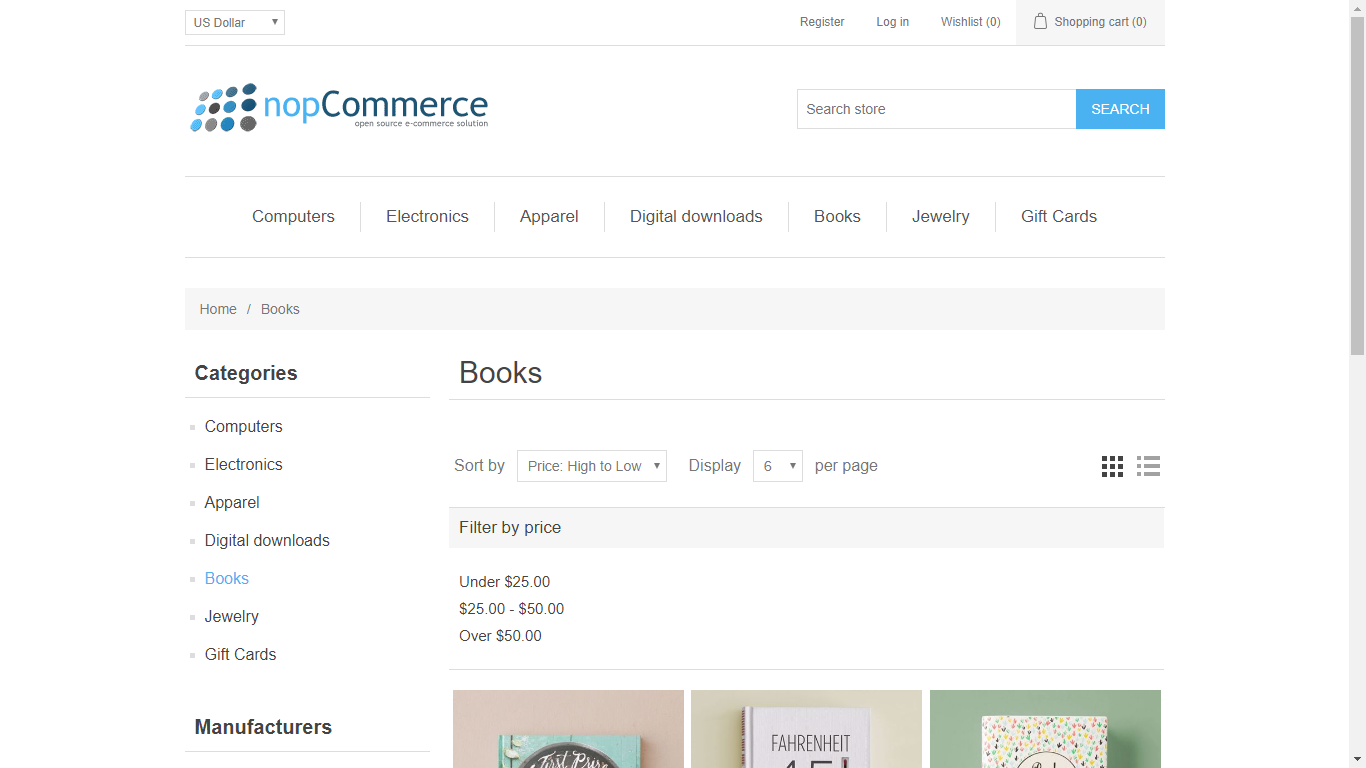 US Dollar
Register Log in Wishlist (0) Shopping cart (0)
nopCommerce
open source e-commerce solution
Search store SEARCH
Computers Electronics Apparel Digital downloads Books Jewelry Gift Cards
Home / Books
Categories
Computers
Electronics
Apparel
Digital downloads
Books
Jewelry
Gift Cards
Manufacturers
Books
Sort by Price: High to Low Display 6 per page
Filter by price
Under $25.00
$25.00 - $50.00
Over $50.00
First Prize
FAHRENHEIT
451